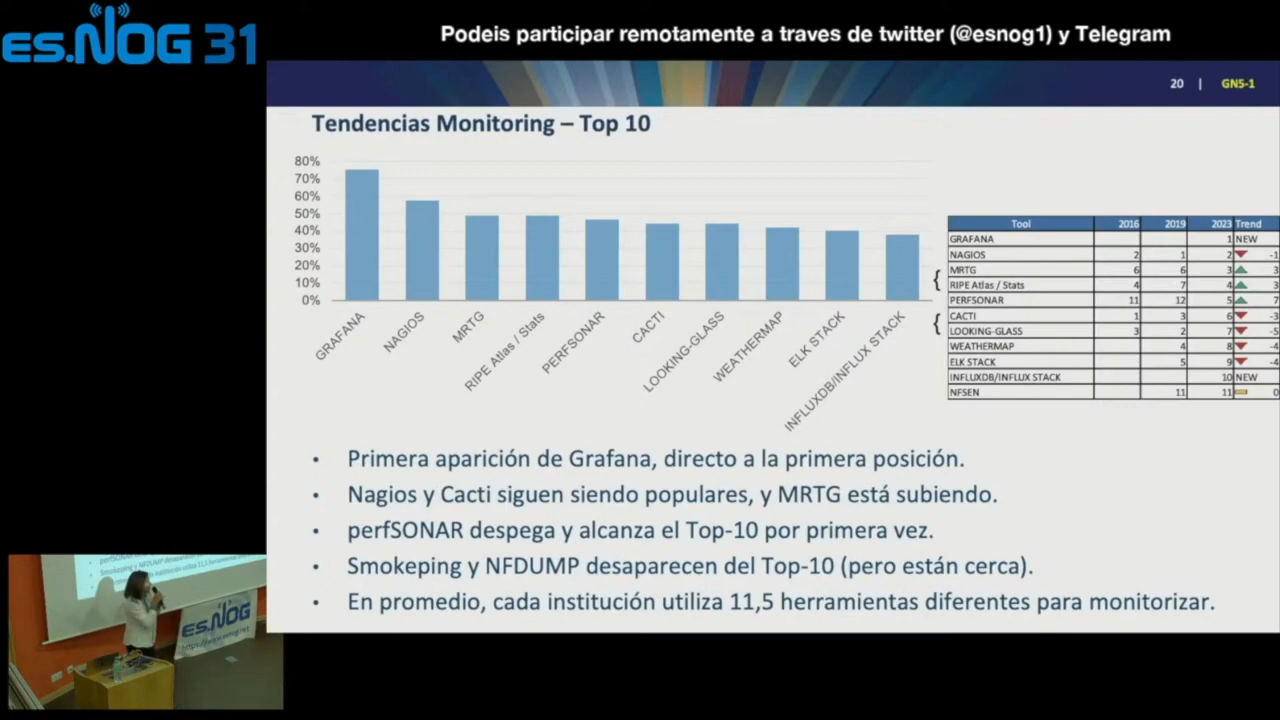 es.NOG 31
Podeis participar remotamente a traves de twitter (@esnog1) y Telegram
20 | GN5-1
Tendencias Monitoring – Top 10
80%
70%
60%
50%
40%
30%
20%
10%
0%
GRAFANA
NAGIOS
MRTG
RIPE Atlas / Stats
PERFSONAR
CACTI
LOOKING-GLASS
WEATHERMAP
ELK STACK
INFLUXDB/INFLUX STACK
Tool 2016 2019 2023 Trend
GRAFANA 1 NEW
NAGIOS 2 1 2 -1
{ MRTG 6 6 3 3
RIPE Atlas / Stats 4 7 4 3
PERFSONAR 11 12 5 7
{ CACTI 1 3 6 -3
LOOKING-GLASS 3 2 7 -5
WEATHERMAP 4 8 -4
ELK STACK 5 9 -4
INFLUXDB/INFLUX STACK 10 NEW
NFSEN 11 11 0
• Primera aparición de Grafana, directo a la primera posición.
• Nagios y Cacti siguen siendo populares, y MRTG está subiendo.
• perfSONAR despega y alcanza el Top-10 por primera vez.
• Smokeping y NFDUMP desaparecen del Top-10 (pero están cerca).
• En promedio, cada institución utiliza 11,5 herramientas diferentes para monitorizar.
es.NOG
https://www.esnog.net